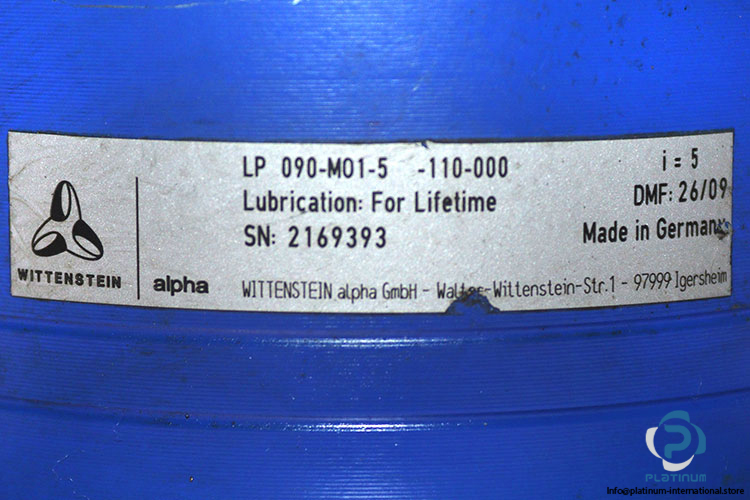 LP 090-M01-5 -110-000
i = 5
Lubrication: For Lifetime
DMF: 26/09
SN: 2169393
Made in Germany
WITTENSTEIN
alpha
WITTENSTEIN alpha GmbH - Walter-Wittenstein-Str.1 - 97999 Igersheim
PLATINUM
info@platinum-international.store